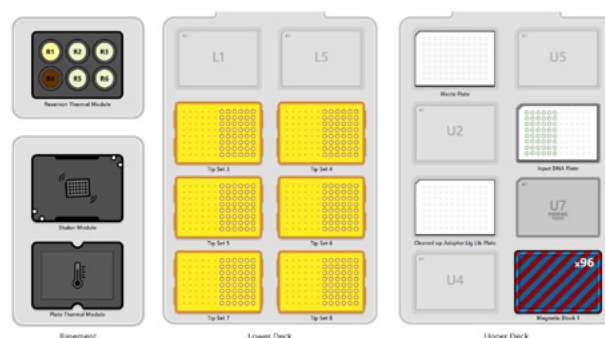 R1 R2 R3
R4 R5 R6
Reservoir Thermal Module
Shaker Module
Plate Thermal Module
Basement
L1
L5
Tip Set 3
Tip Set 4
Tip Set 5
Tip Set 6
Tip Set 7
Tip Set 8
Lower Deck
Waste Plate
U5
U2
Input DNA Plate
Cleaned up Adaptor Lig Lib Plate
U7
U4
x96
Magnetic Block 1
Upper Deck